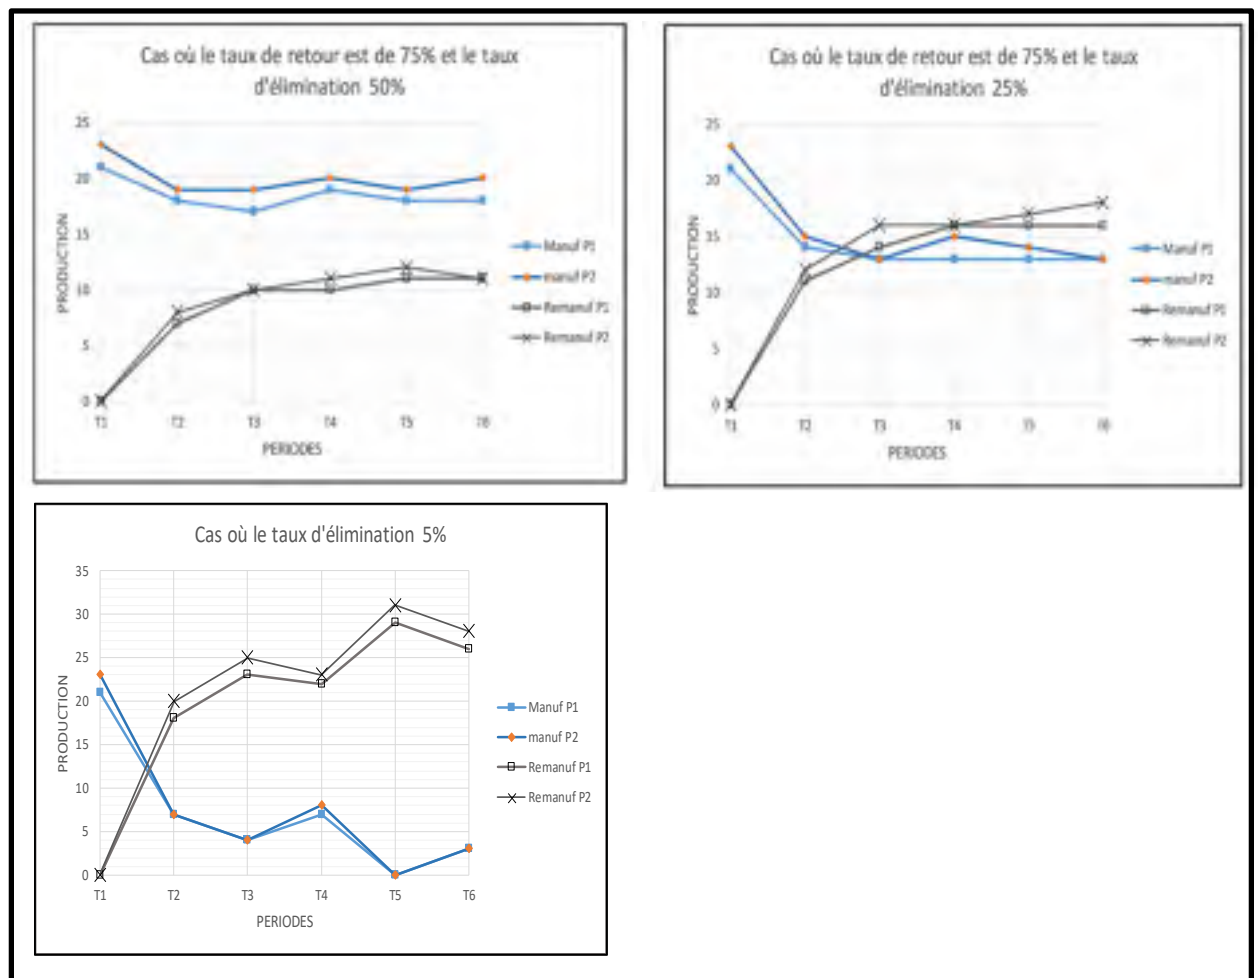 Cas où le taux de retour est de 75% et le taux
d'élimination 50%
25
20
15
10
5
0
PRODUCTION
T1 T2 T3 T4 T5 T6
PERIODES
Manuf P1
manuf P2
Remanuf P1
Remanuf P2
Cas où le taux de retour est de 75% et le taux
d'élimination 25%
25
20
15
10
5
0
PRODUCTION
T1 T2 T3 T4 T5 T6
PERIODES
Manuf P1
manuf P2
Remanuf P1
Remanuf P2
Cas où le taux d'élimination 5%
35
30
25
20
15
10
5
0
PRODUCTION
T1 T2 T3 T4 T5 T6
PERIODES
Manuf P1
manuf P2
Remanuf P1
Remanuf P2